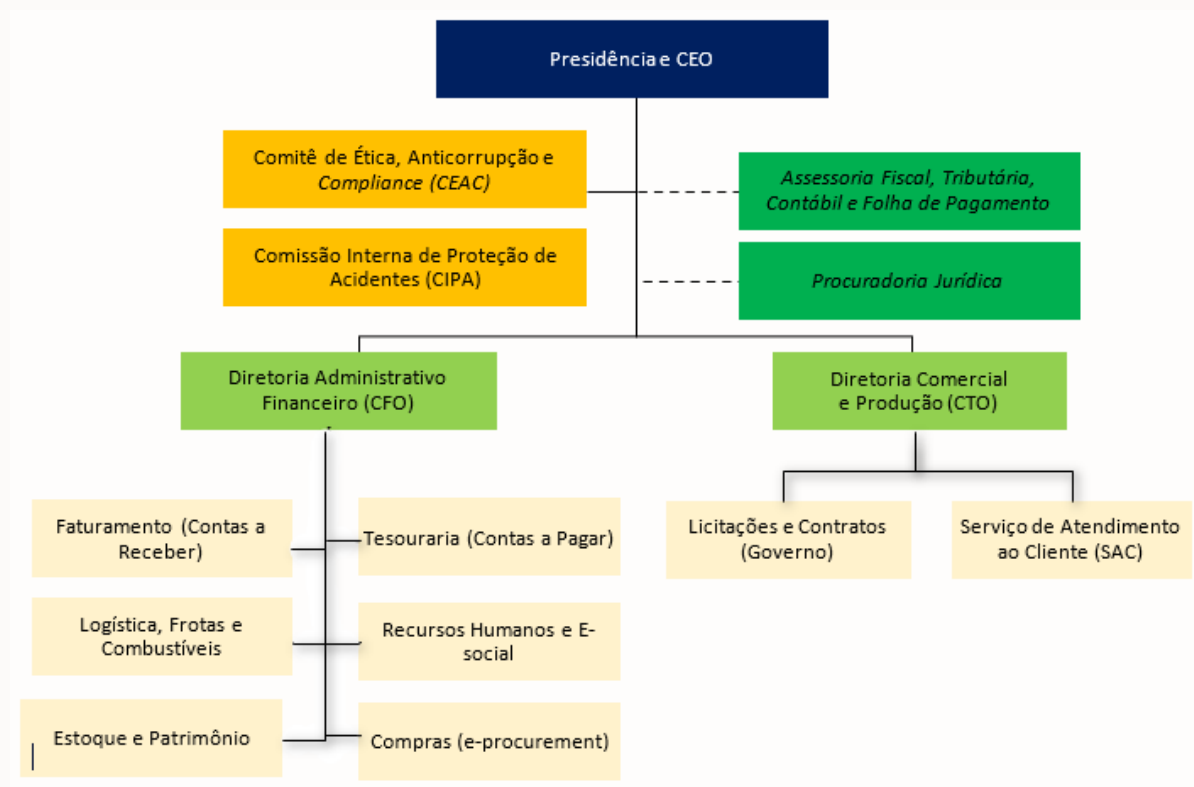 Presidência e CEO
Comitê de Ética, Anticorrupção e
Compliance (CEAC)
Assessoria Fiscal, Tributária,
Contábil e Folha de Pagamento
Comissão Interna de Proteção de
Acidentes (CIPA)
Procuradoria Jurídica
Diretoria Administrativo
Financeiro (CFO)
Diretoria Comercial
e Produção (CTO)
Faturamento (Contas a
Receber)
Tesouraria (Contas a Pagar)
Licitações e Contratos
(Governo)
Serviço de Atendimento
ao Cliente (SAC)
Logística, Frotas e
Combustíveis
Recursos Humanos e E-
social
Estoque e Patrimônio
Compras (e-procurement)